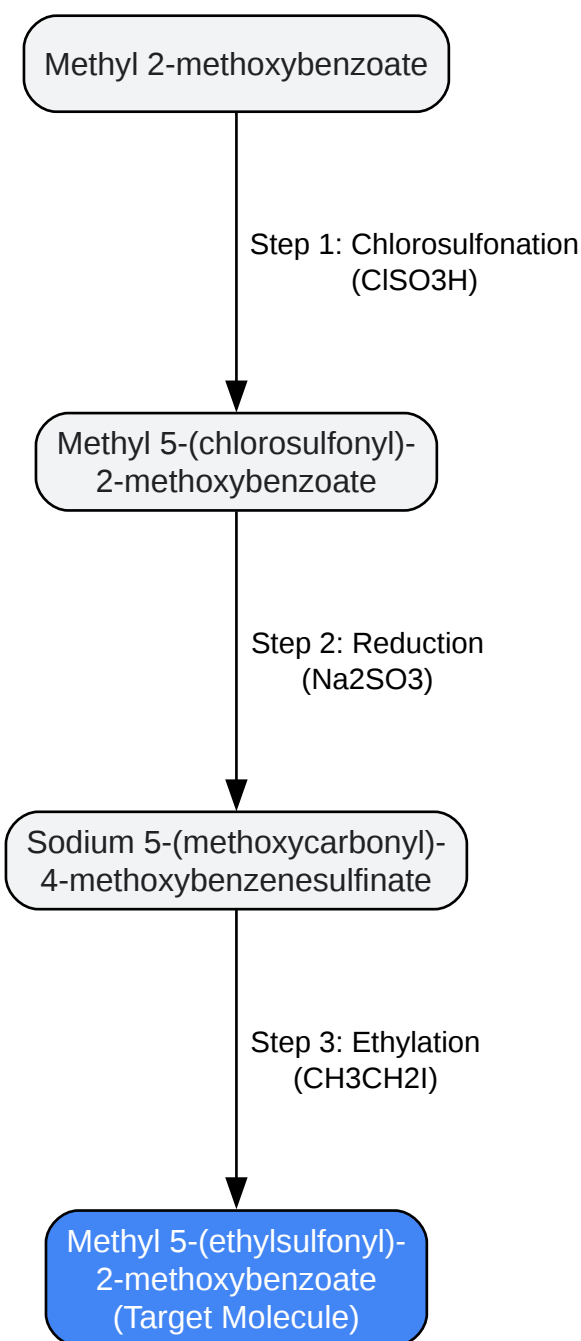 Methyl 2-methoxybenzoate
Step 1: Chlorosulfonation
(ClSO3H)
Methyl 5-(chlorosulfonyl)-
2-methoxybenzoate
Step 2: Reduction
(Na2SO3)
Sodium 5-(methoxycarbonyl)-
4-methoxybenzenesulfinate
Step 3: Ethylation
(CH3CH2I)
Methyl 5-(ethylsulfonyl)-
2-methoxybenzoate
(Target Molecule)